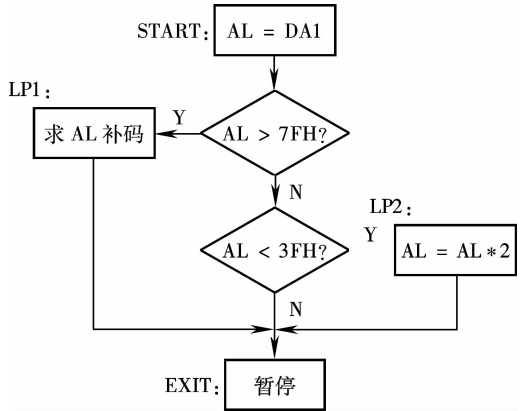 START: AL = DA1
LP1:
求 AL 补码
Y
AL > 7FH?
N
LP2:
AL < 3FH?
Y
AL = AL*2
N
EXIT: 暂停